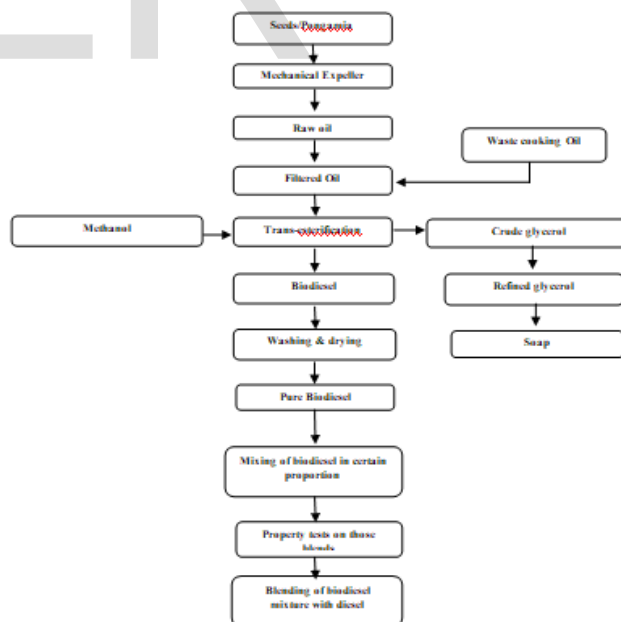 Seeds/Pongamia
Mechanical Expeller
Raw oil
Waste cooking Oil
Filtered Oil
Methanol
Trans-esterification
Crude glycerol
Biodiesel
Refined glycerol
Washing & drying
Soap
Pure Biodiesel
Mixing of biodiesel in certain
proportion
Property tests on those
blends
Blending of biodiesel
mixture with diesel